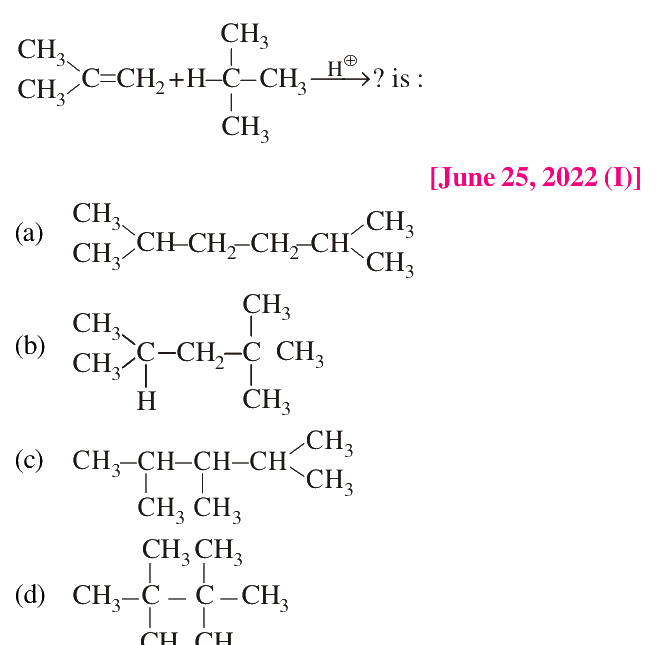 CH₃
CH₃
C=CH₂+H–C–CH₃ H⊕ → ? is :
CH₃
CH₃
[June 25, 2022 (I)]
CH₃ CH₃
(a) CH–CH₂–CH₂–CH
CH₃ CH₃
CH₃
CH₃
(b) C–CH₂–C CH₃
CH₃
H CH₃
CH₃
(c) CH₃–CH–CH–CH
CH₃
CH₃ CH₃
CH₃ CH₃
(d) CH₃–C – C –CH₃